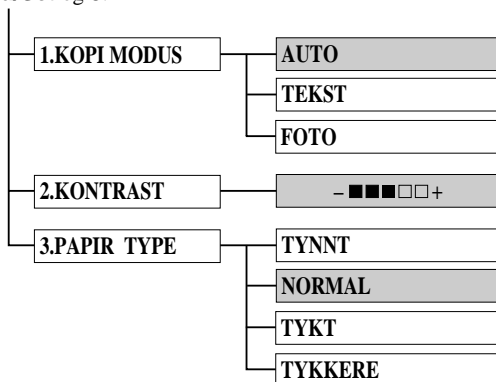 1.KOPI MODUS
AUTO
TEKST
FOTO
2.KONTRAST
– ■■■□□ +
3.PAPIR TYPE
TYNNT
NORMAL
TYKT
TYKKERE